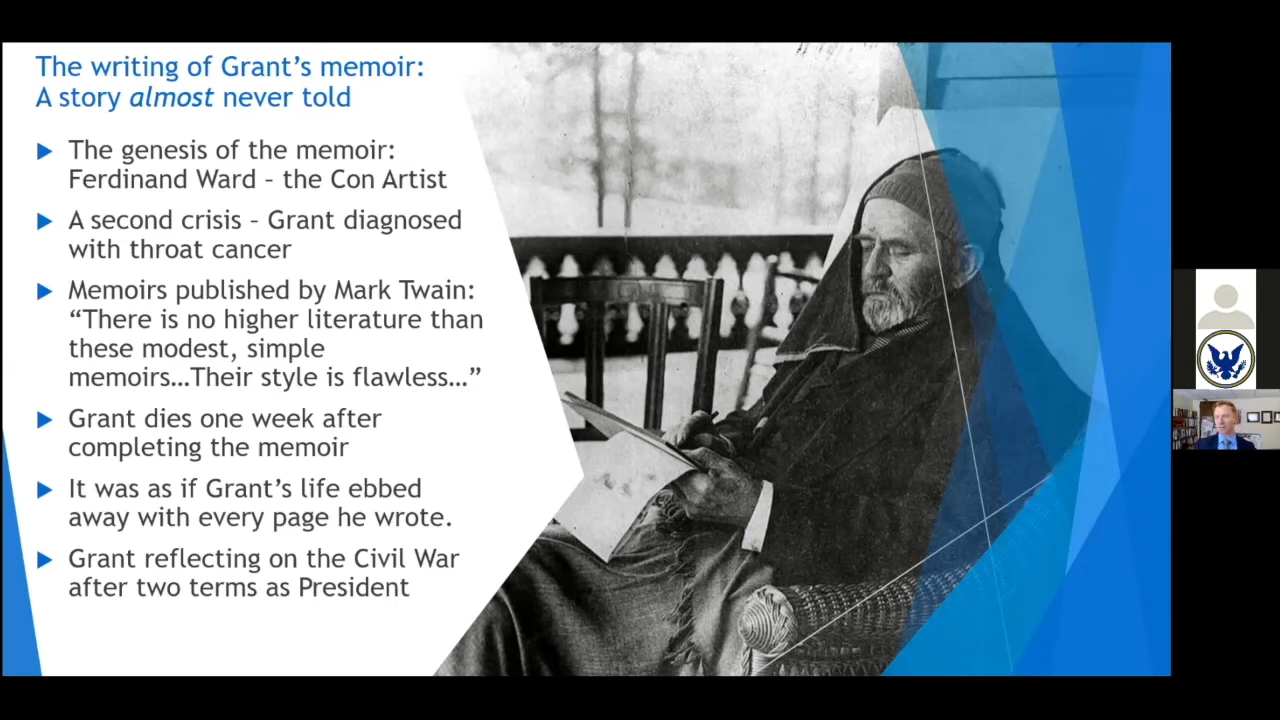 The writing of Grant's memoir:
A story almost never told
The genesis of the memoir:
Ferdinand Ward – the Con Artist
A second crisis – Grant diagnosed
with throat cancer
Memoirs published by Mark Twain:
“There is no higher literature than
these modest, simple
memoirs…Their style is flawless…”
Grant dies one week after
completing the memoir
It was as if Grant's life ebbed
away with every page he wrote.
Grant reflecting on the Civil War
after two terms as President